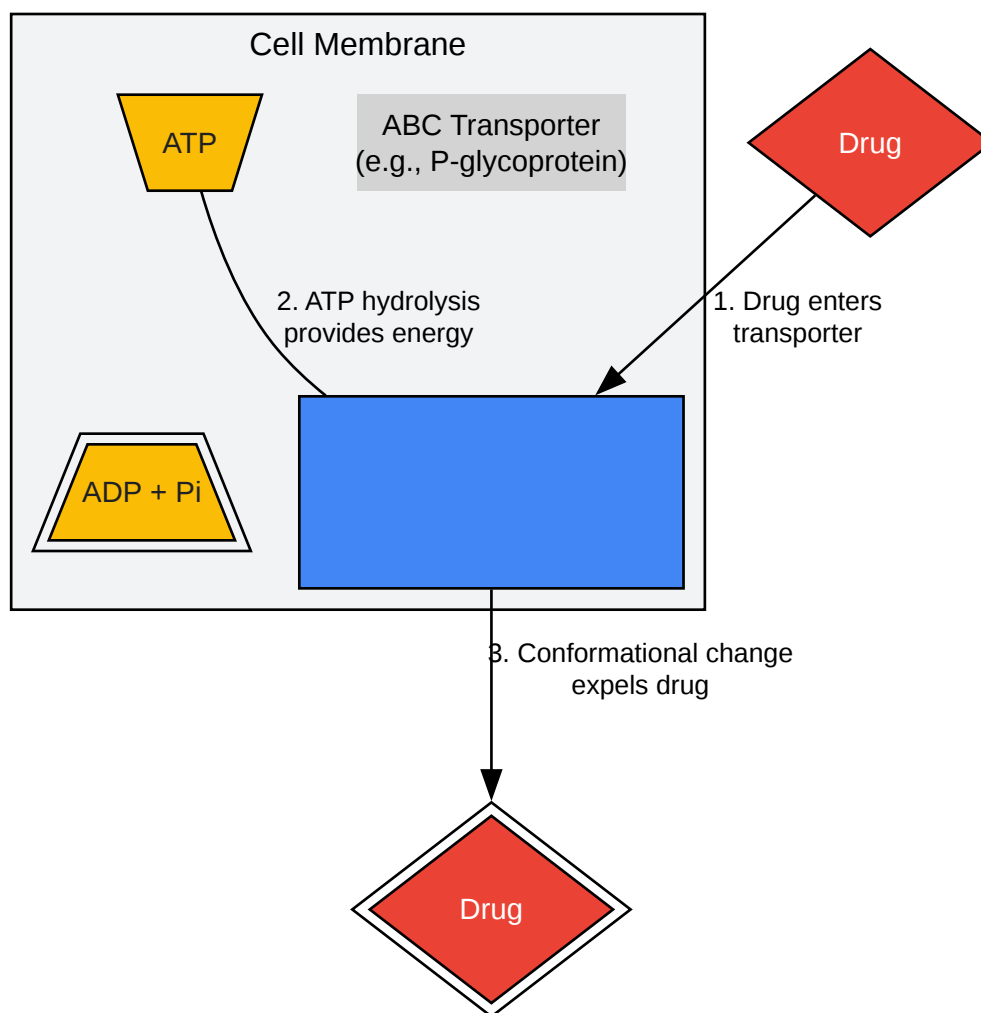 Cell Membrane
ATP
ABC Transporter
(e.g., P-glycoprotein)
Drug
2. ATP hydrolysis
provides energy
1. Drug enters
transporter
ADP + Pi
3. Conformational change
expels drug
Drug